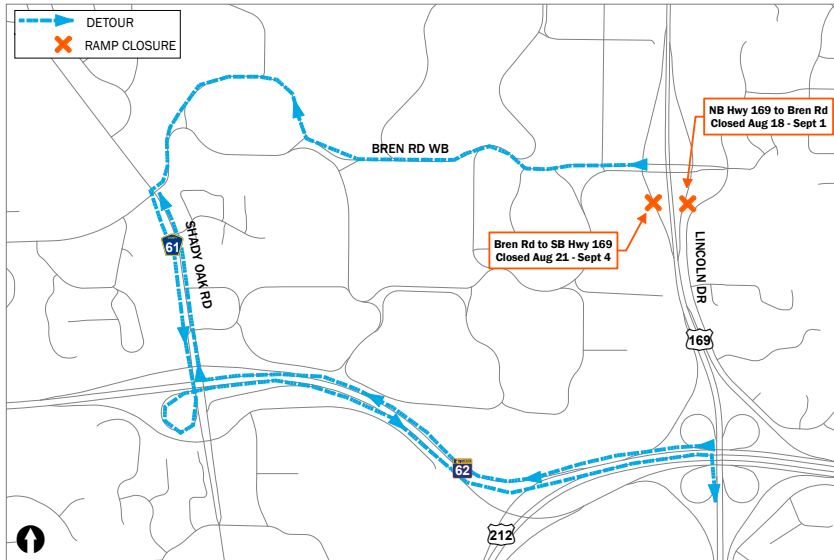 DETOUR
RAMP CLOSURE
NB Hwy 169 to Bren Rd
Closed Aug 18 - Sept 1
BREN RD WB
Bren Rd to SB Hwy 169
Closed Aug 21 - Sept 4
61
SHADY OAK RD
LINCOLN DR
169
62
212